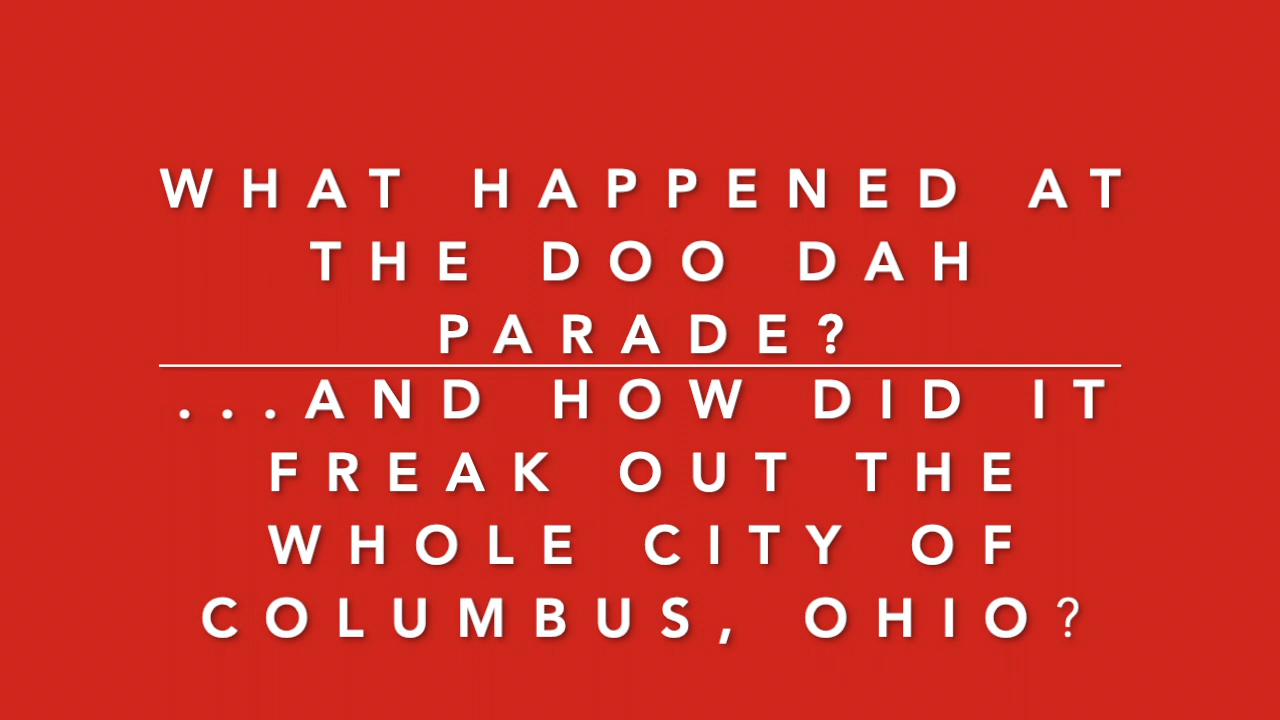 WHAT HAPPENED AT
THE DOO DAH
PARADE?
...AND HOW DID IT
FREAK OUT THE
WHOLE CITY OF
COLUMBUS, OHIO?